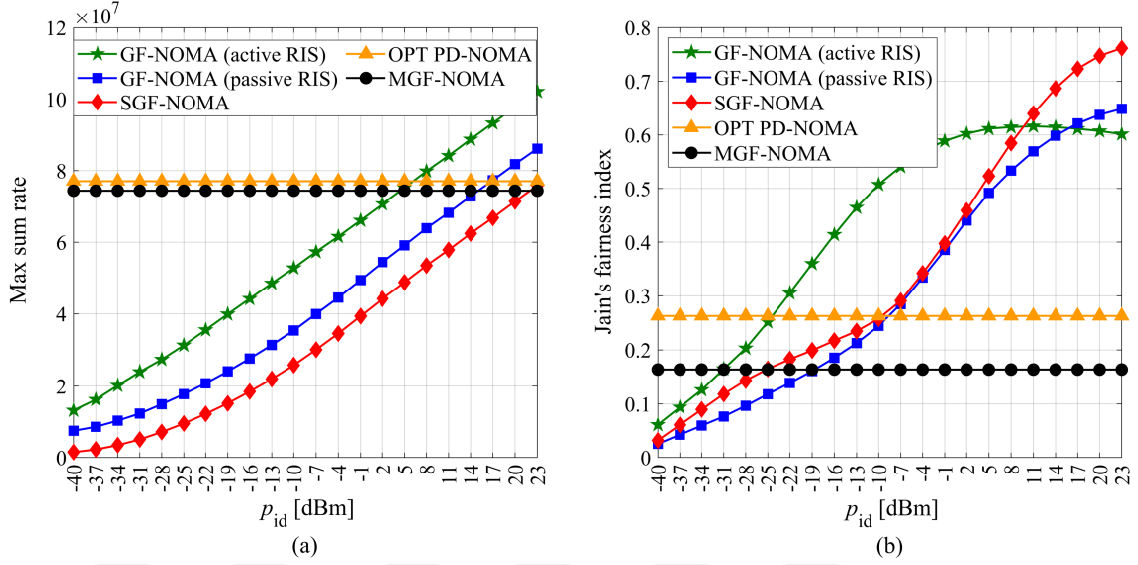 × 10⁷
12
10
8
6
4
2
0
Max sum rate
GF-NOMA (active RIS)
GF-NOMA (passive RIS)
SGF-NOMA
OPT PD-NOMA
MGF-NOMA
-40 -37 -34 -31 -28 -25 -22 -19 -16 -13 -10 -7 -4 -1 2 5 8 11 14 17 20 23
p_id [dBm]
(a)
0.8
0.7
0.6
0.5
0.4
0.3
0.2
0.1
0
Jain's fairness index
GF-NOMA (active RIS)
GF-NOMA (passive RIS)
SGF-NOMA
OPT PD-NOMA
MGF-NOMA
-40 -37 -34 -31 -28 -25 -22 -19 -16 -13 -10 -7 -4 -1 2 5 8 11 14 17 20 23
p_id [dBm]
(b)